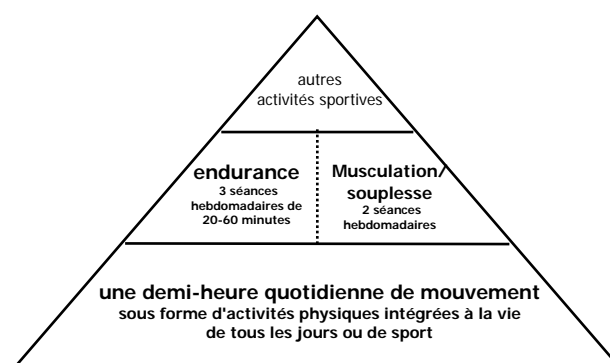 autres
activités sportives
endurance
3 séances
hebdomadaires de
20-60 minutes
Musculation/
souplesse
2 séances
hebdomadaires
une demi-heure quotidienne de mouvement
sous forme d'activités physiques intégrées à la vie
de tous les jours ou de sport